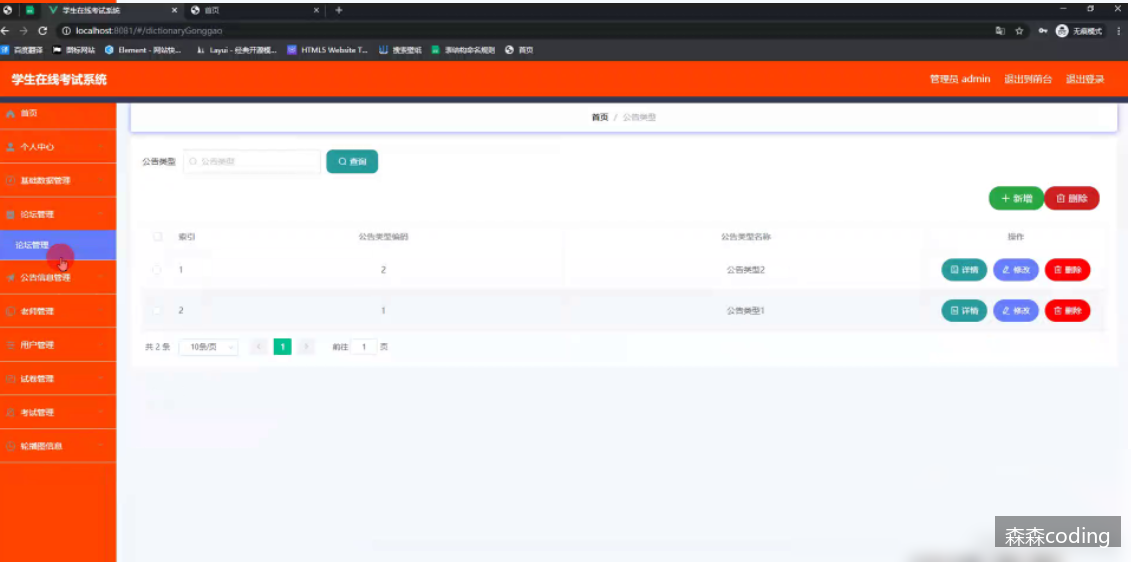 学生在线考试系统
首页
localhost:8081/#/dictionaryGonggao
无痕模式
百度翻译
图标网站
Element - 网站快...
Layui - 经典开源模...
HTML5 Website T...
搜索壁纸
系统构命名规则
首页
学生在线考试系统
管理员 admin
退出到前台
退出登录
首页
个人中心
基础数据管理
论坛管理
论坛管理
公告信息管理
老师管理
用户管理
试卷管理
考试管理
轮播图信息
首页 / 公告类型
公告类型
公告类型
查询
新增
删除
索引 公告类型编码 公告类型名称 操作
1 2 公告类型2 详情 修改 删除
2 1 公告类型1 详情 修改 删除
共 2 条 10条/页 1 前往 1 页
森森coding